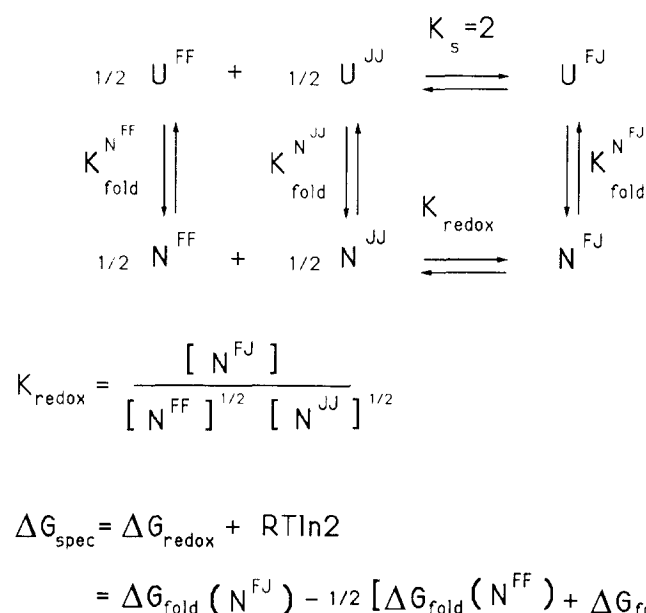 K_s=2
1/2 U^FF + 1/2 U^JJ ⇌ U^FJ
K_fold^N^FF K_fold^N^JJ K_fold^N^FJ
K_redox
1/2 N^FF + 1/2 N^JJ ⇌ N^FJ
K_redox = [ N^FJ ] / [ N^FF ]^1/2 [ N^JJ ]^1/2
ΔG_spec = ΔG_redox + RTln2
= ΔG_fold ( N^FJ ) - 1/2 [ ΔG_fold ( N^FF ) + ΔG